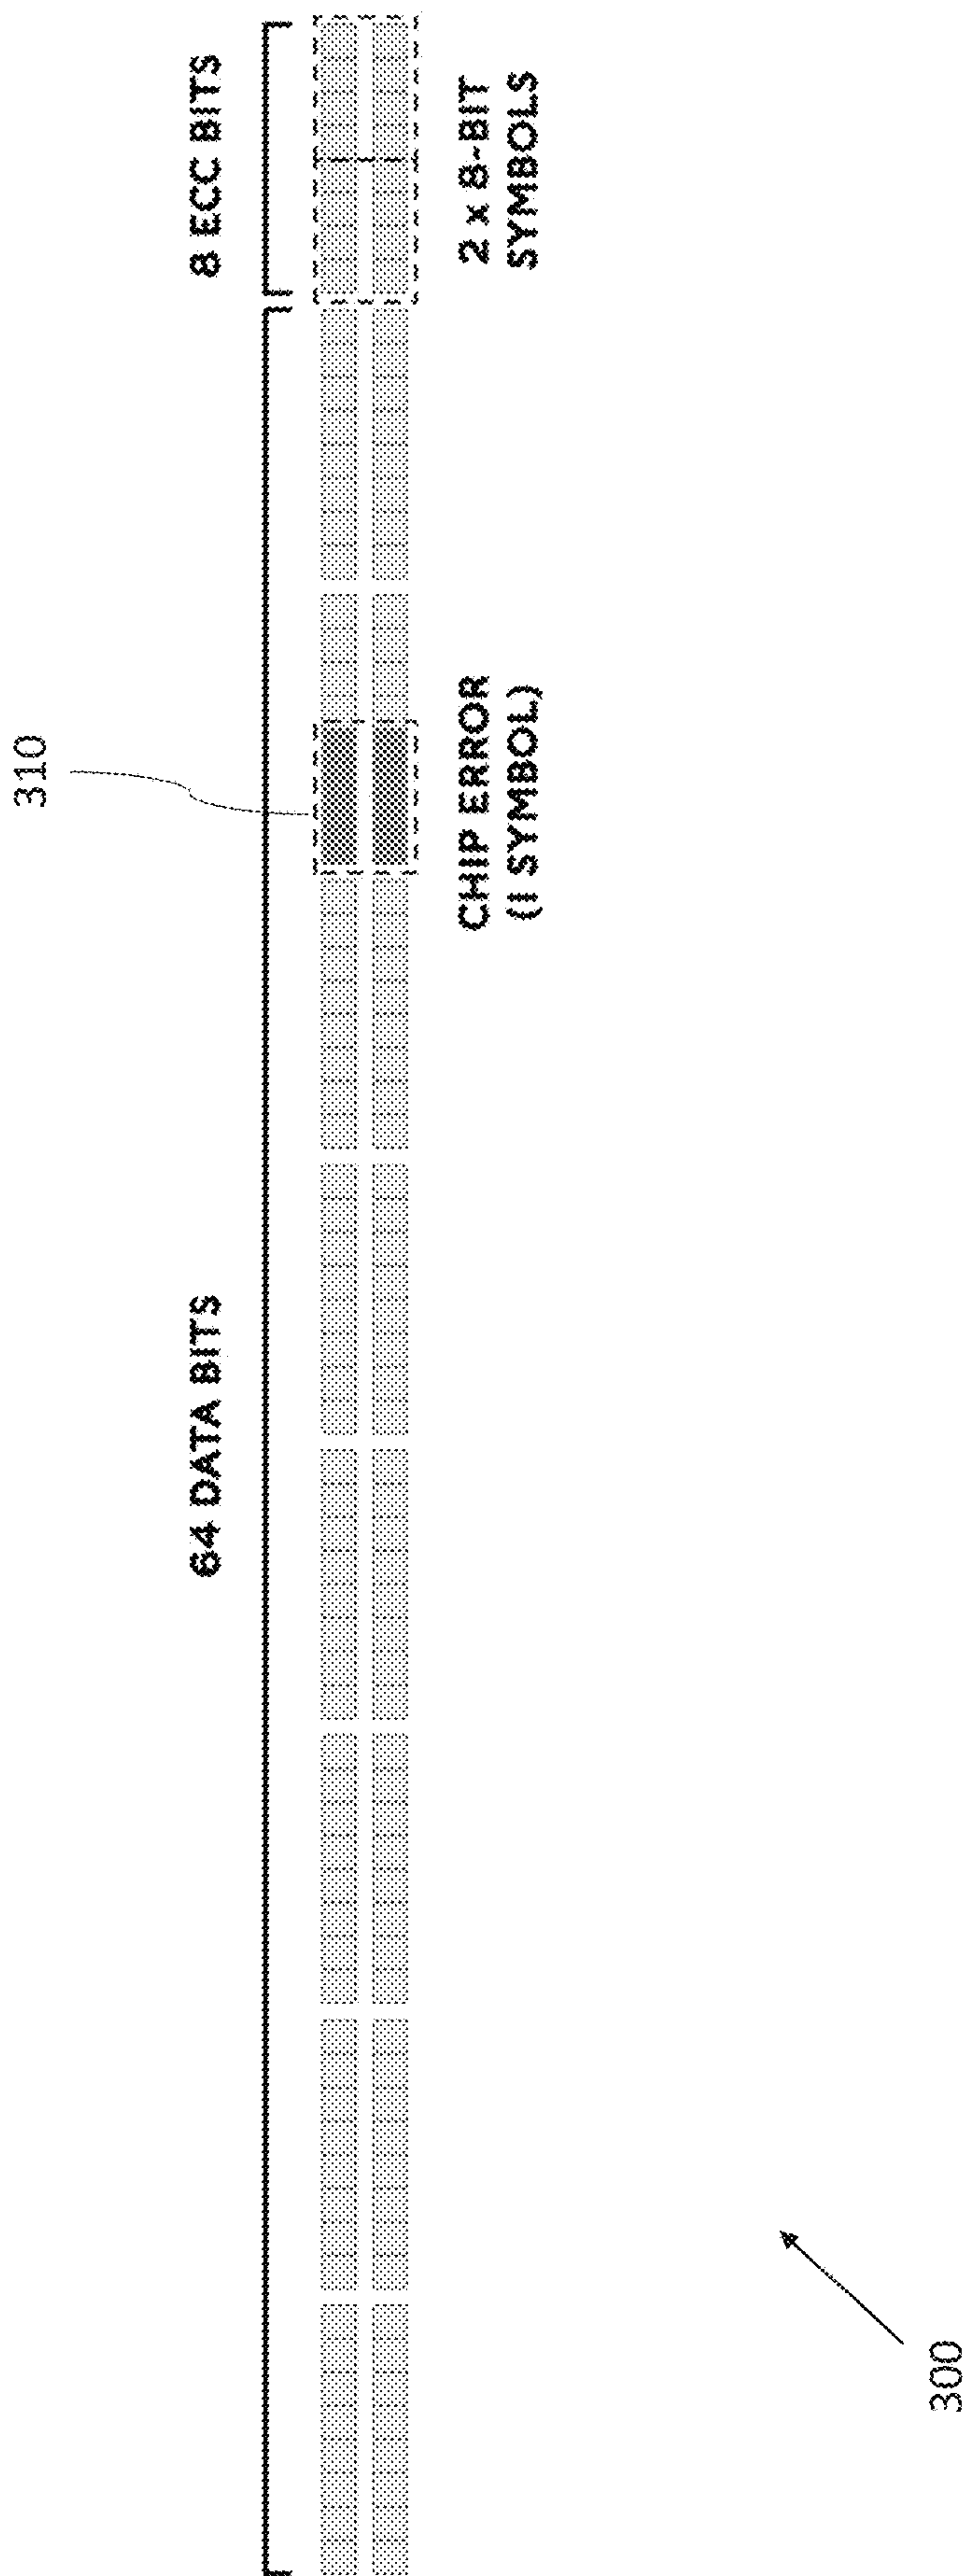 310
64 DATA BITS
8 ECC BITS
CHIP ERROR
(1 SYMBOL)
2 x 8-BIT
SYMBOLS
300